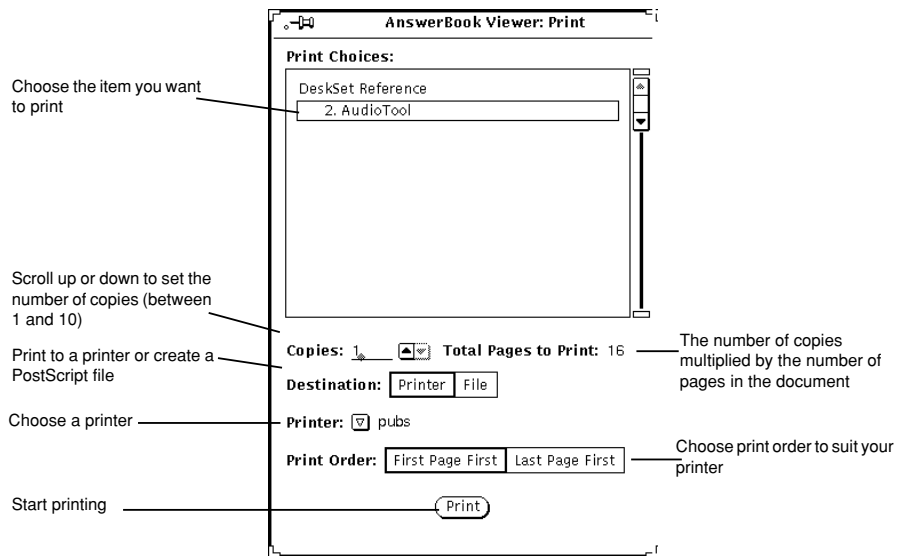 AnswerBook Viewer: Print
Print Choices:
DeskSet Reference
2. AudioTool
Choose the item you want
to print
Scroll up or down to set the
number of copies (between
1 and 10)
Copies: 1 Total Pages to Print: 16
The number of copies
multiplied by the number of
pages in the document
Print to a printer or create a
PostScript file
Destination: Printer File
Choose a printer
Printer: pubs
Print Order: First Page First Last Page First
Choose print order to suit your
printer
Start printing
Print